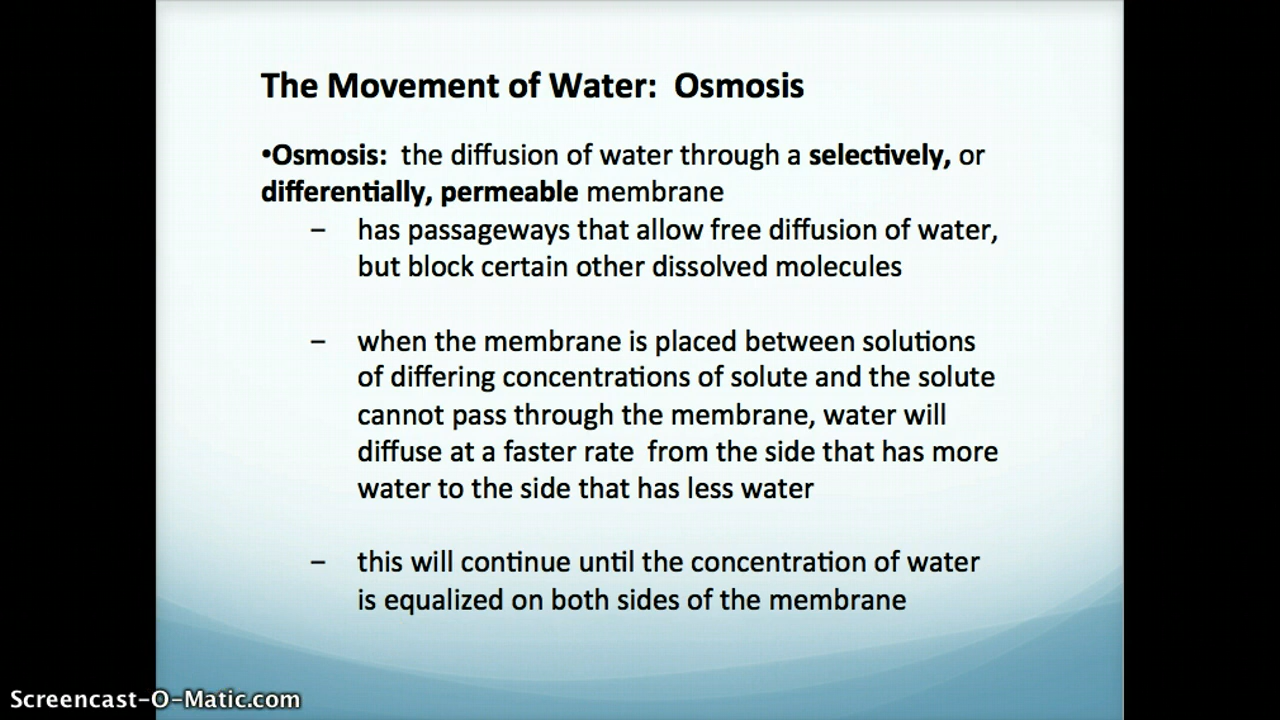 The Movement of Water:  Osmosis
•Osmosis:  the diffusion of water through a selectively, or
differentially, permeable membrane
– has passageways that allow free diffusion of water,
but block certain other dissolved molecules
– when the membrane is placed between solutions
of differing concentrations of solute and the solute
cannot pass through the membrane, water will
diffuse at a faster rate  from the side that has more
water to the side that has less water
– this will continue until the concentration of water
is equalized on both sides of the membrane
Screencast-O-Matic.com